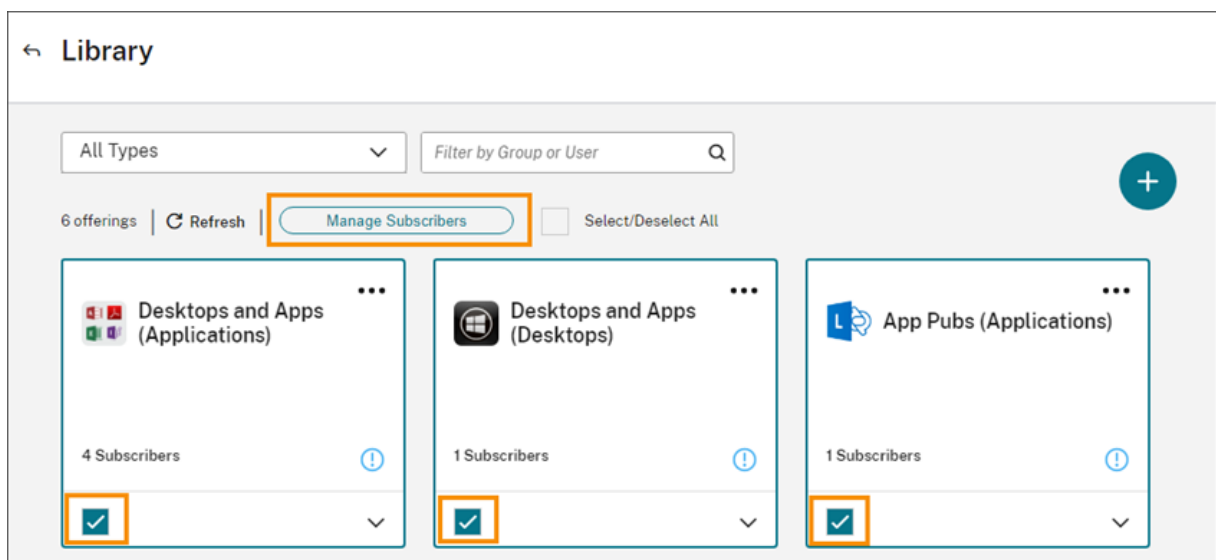 Library
All Types
Filter by Group or User
6 offerings
Refresh
Manage Subscribers
Select/Deselect All
Desktops and Apps
(Applications)
4 Subscribers
Desktops and Apps
(Desktops)
1 Subscribers
App Pubs (Applications)
1 Subscribers